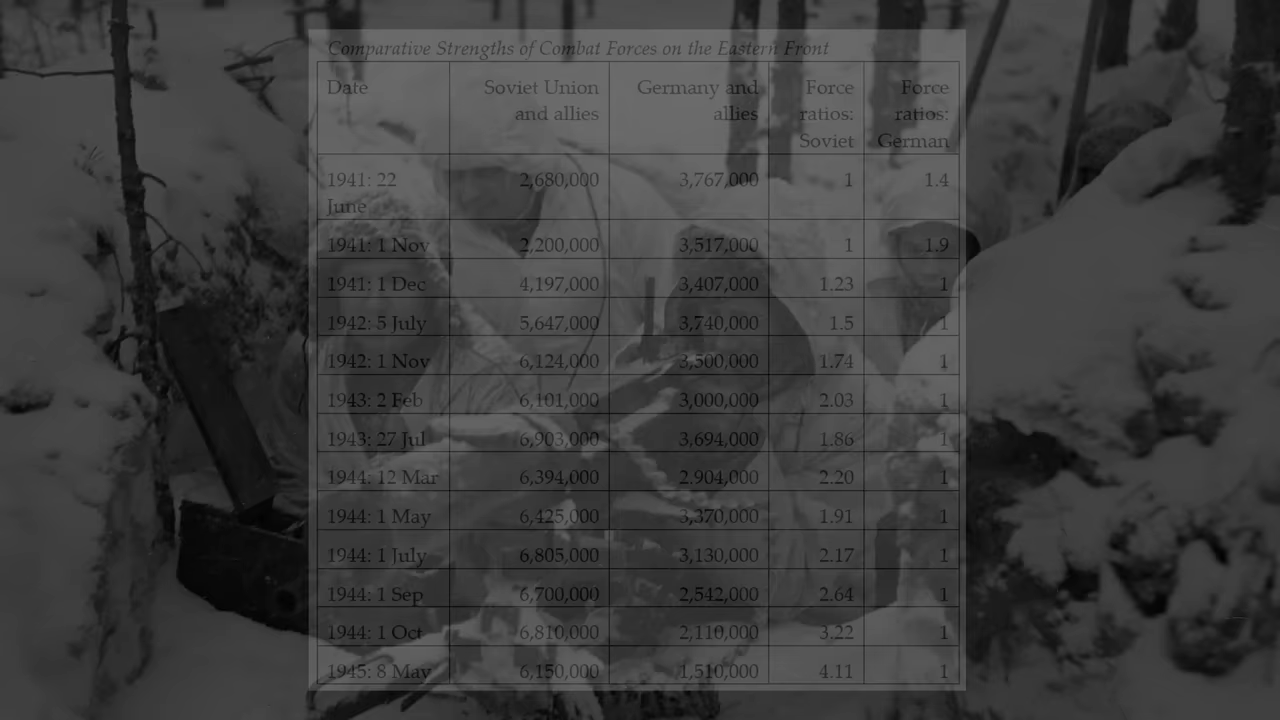 Comparative Strengths of Combat Forces on the Eastern Front
Date Soviet Union and allies Germany and allies Force ratios: Soviet Force ratios: German
1941: 22 June 2,680,000 3,767,000 1 1.4
1941: 1 Nov 2,200,000 3,517,000 1 1.9
1941: 1 Dec 4,197,000 3,407,000 1.23 1
1942: 5 July 5,647,000 3,740,000 1.5 1
1942: 1 Nov 6,124,000 3,500,000 1.74 1
1943: 2 Feb 6,101,000 3,000,000 2.03 1
1943: 27 Jul 6,903,000 3,694,000 1.86 1
1944: 12 Mar 6,394,000 2.904,000 2.20 1
1944: 1 May 6,425,000 3,370,000 1.91 1
1944: 1 July 6,805,000 3,130,000 2.17 1
1944: 1 Sep 6,700,000 2,542,000 2.64 1
1944: 1 Oct 6,810,000 2,110,000 3.22 1
1945: 8 May 6,150,000 1,510,000 4.11 1